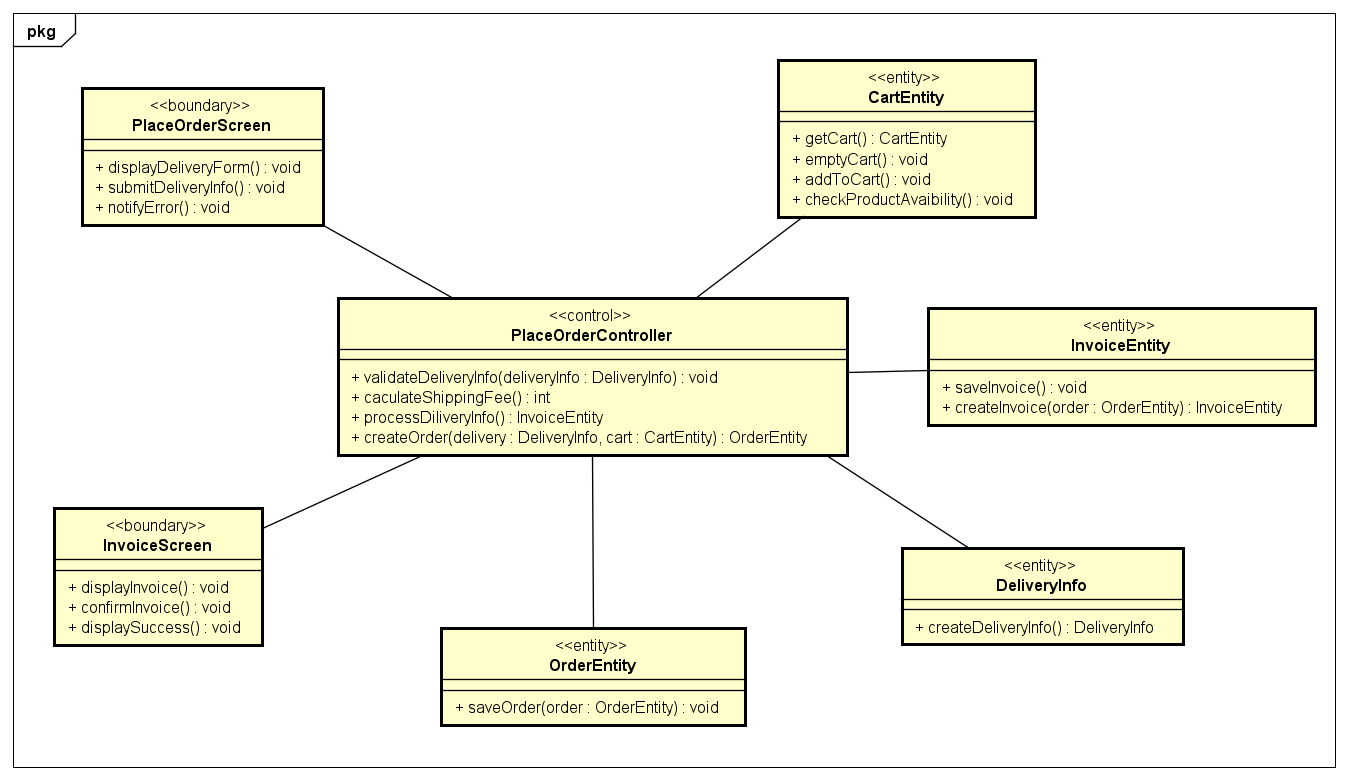 pkg
<<boundary>>
PlaceOrderScreen
+ displayDeliveryForm() : void
+ submitDeliveryInfo() : void
+ notifyError() : void
<<entity>>
CartEntity
+ getCart() : CartEntity
+ emptyCart() : void
+ addToCart() : void
+ checkProductAvaibility() : void
<<control>>
PlaceOrderController
+ validateDeliveryInfo(deliveryInfo : DeliveryInfo) : void
+ caculateShippingFee() : int
+ processDiliveryInfo() : InvoiceEntity
+ createOrder(delivery : DeliveryInfo, cart : CartEntity) : OrderEntity
<<entity>>
InvoiceEntity
+ saveInvoice() : void
+ createInvoice(order : OrderEntity) : InvoiceEntity
<<boundary>>
InvoiceScreen
+ displayInvoice() : void
+ confirmInvoice() : void
+ displaySuccess() : void
<<entity>>
OrderEntity
+ saveOrder(order : OrderEntity) : void
<<entity>>
DeliveryInfo
+ createDeliveryInfo() : DeliveryInfo